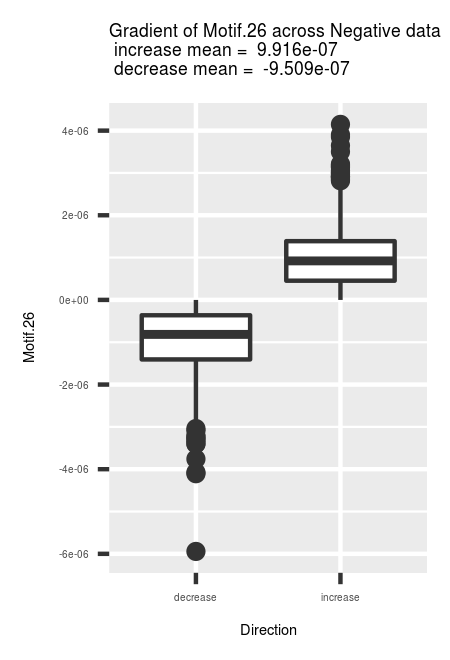 Gradient of Motif.26 across Negative data
increase mean =  9.916e-07
decrease mean =  -9.509e-07
4e-06
2e-06
0e+00
-2e-06
-4e-06
-6e-06
Motif.26
decrease
increase
Direction